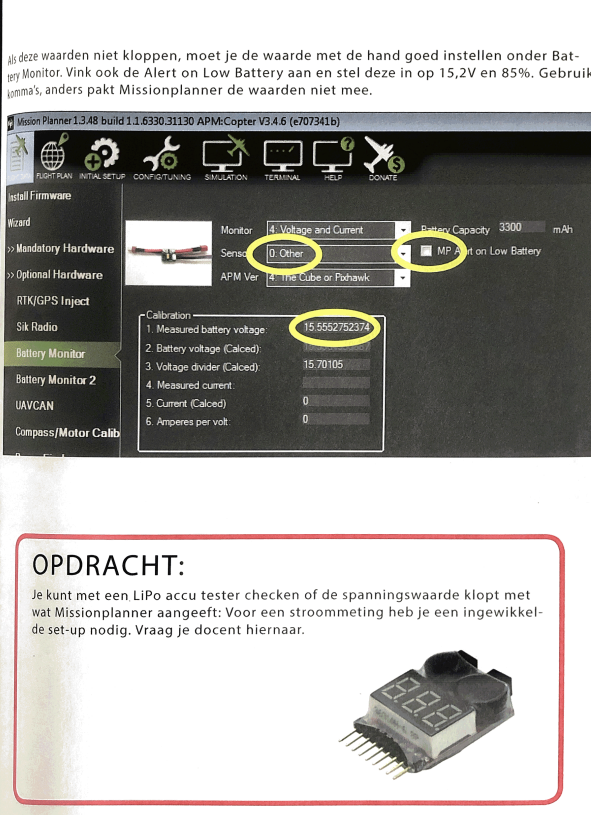 Als deze waarden niet kloppen, moet je de waarde met de hand goed instellen onder Bat-
tery Monitor. Vink ook de Alert on Low Battery aan en stel deze in op 15,2V en 85%. Gebruik
komma's, anders pakt Missionplanner de waarden niet mee.
Mission Planner 1.3.48 build 1.1.6330.31130 APM:Copter V3.4.6 (e707341b)
FLIGHT PLAN INITIAL SETUP CONFIG/TUNING SIMULATION TERMINAL HELP DONATE
Install Firmware
Wizard
>> Mandatory Hardware
>> Optional Hardware
RTK/GPS Inject
Sik Radio
Battery Monitor
Battery Monitor 2
UAVCAN
Compass/Motor Calib
Monitor 4: Voltage and Current Battery Capacity 3300 mAh
Sensor 0: Other MP Alert on Low Battery
APM Ver 4: The Cube or Pixhawk
Calibration
1. Measured battery voltage: 15.5552752374
2. Battery voltage (Calced):
3. Voltage divider (Calced): 15.70105
4. Measured current:
5. Current (Calced) 0
6. Amperes per volt: 0
OPDRACHT:
Je kunt met een LiPo accu tester checken of de spanningswaarde klopt met
wat Missionplanner aangeeft: Voor een stroommeting heb je een ingewikkel-
de set-up nodig. Vraag je docent hiernaar.